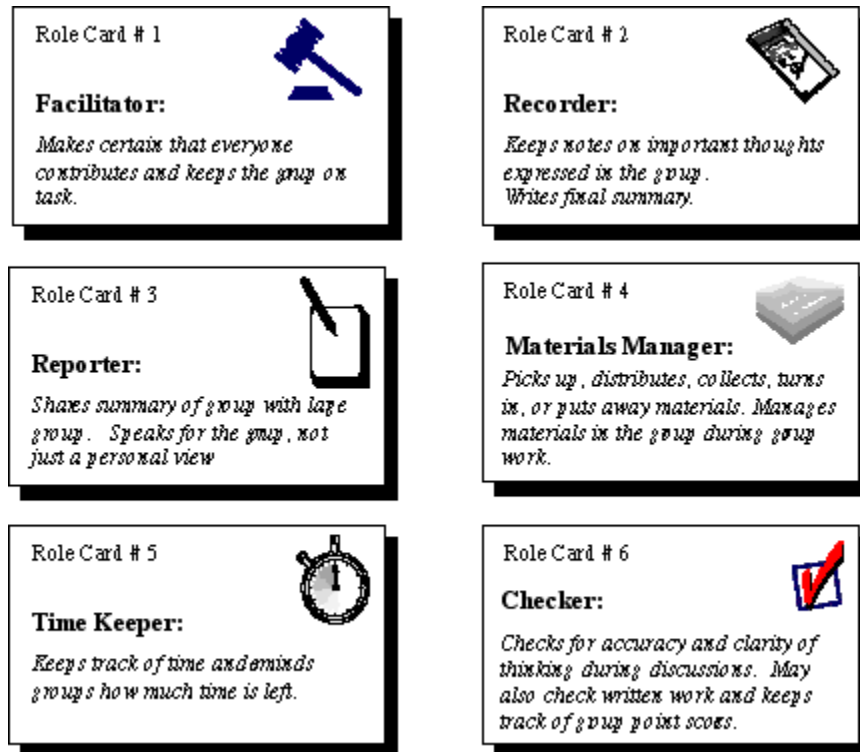 Role Card # 1
Facilitator:
Makes certain that everyone
contributes and keeps the group on
task.
Role Card # 2
Recorder:
Keeps notes on important thoughts
expressed in the group.
Writes final summary.
Role Card # 3
Reporter:
Shares summary of group with large
group. Speaks for the group, not
just a personal view
Role Card # 4
Materials Manager:
Picks up, distributes, collects, turns
in, or puts away materials. Manages
materials in the group during group
work.
Role Card # 5
Time Keeper:
Keeps track of time and reminds
groups how much time is left.
Role Card # 6
Checker:
Checks for accuracy and clarity of
thinking during discussions. May
also check written work and keeps
track of group point scores.